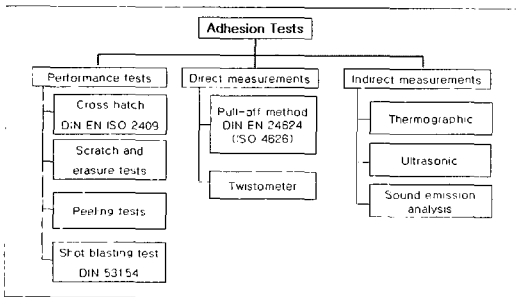 Adhesion Tests
Performance tests
Cross hatch
DIN EN ISO 2409
Scratch and
erasure tests
Peeling tests
Shot blasting test
DIN 53154
Direct measurements
Pull-off method
DIN EN 24624
(ISO 4626)
Twistometer
Indirect measurements
Thermographic
Ultrasonic
Sound emission
analysis